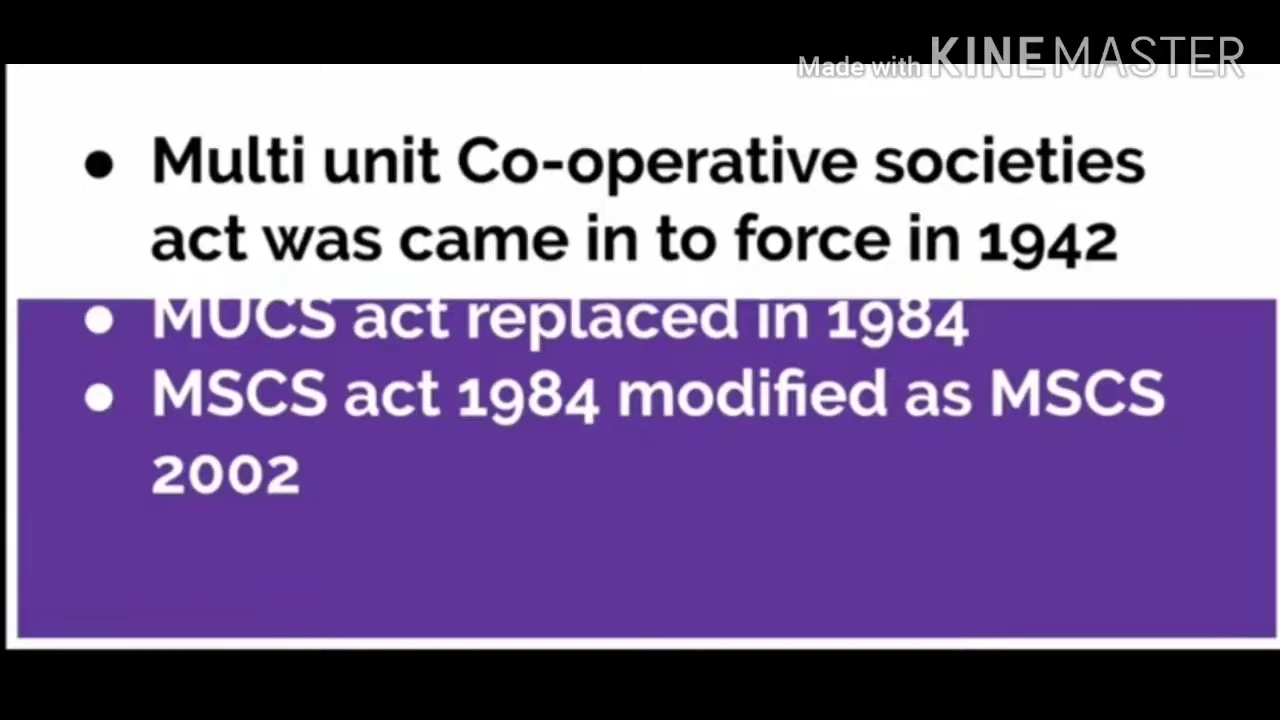 Made with KINEMASTER
• Multi unit Co-operative societies
act was came in to force in 1942
• MUCS act replaced in 1984
• MSCS act 1984 modified as MSCS
2002